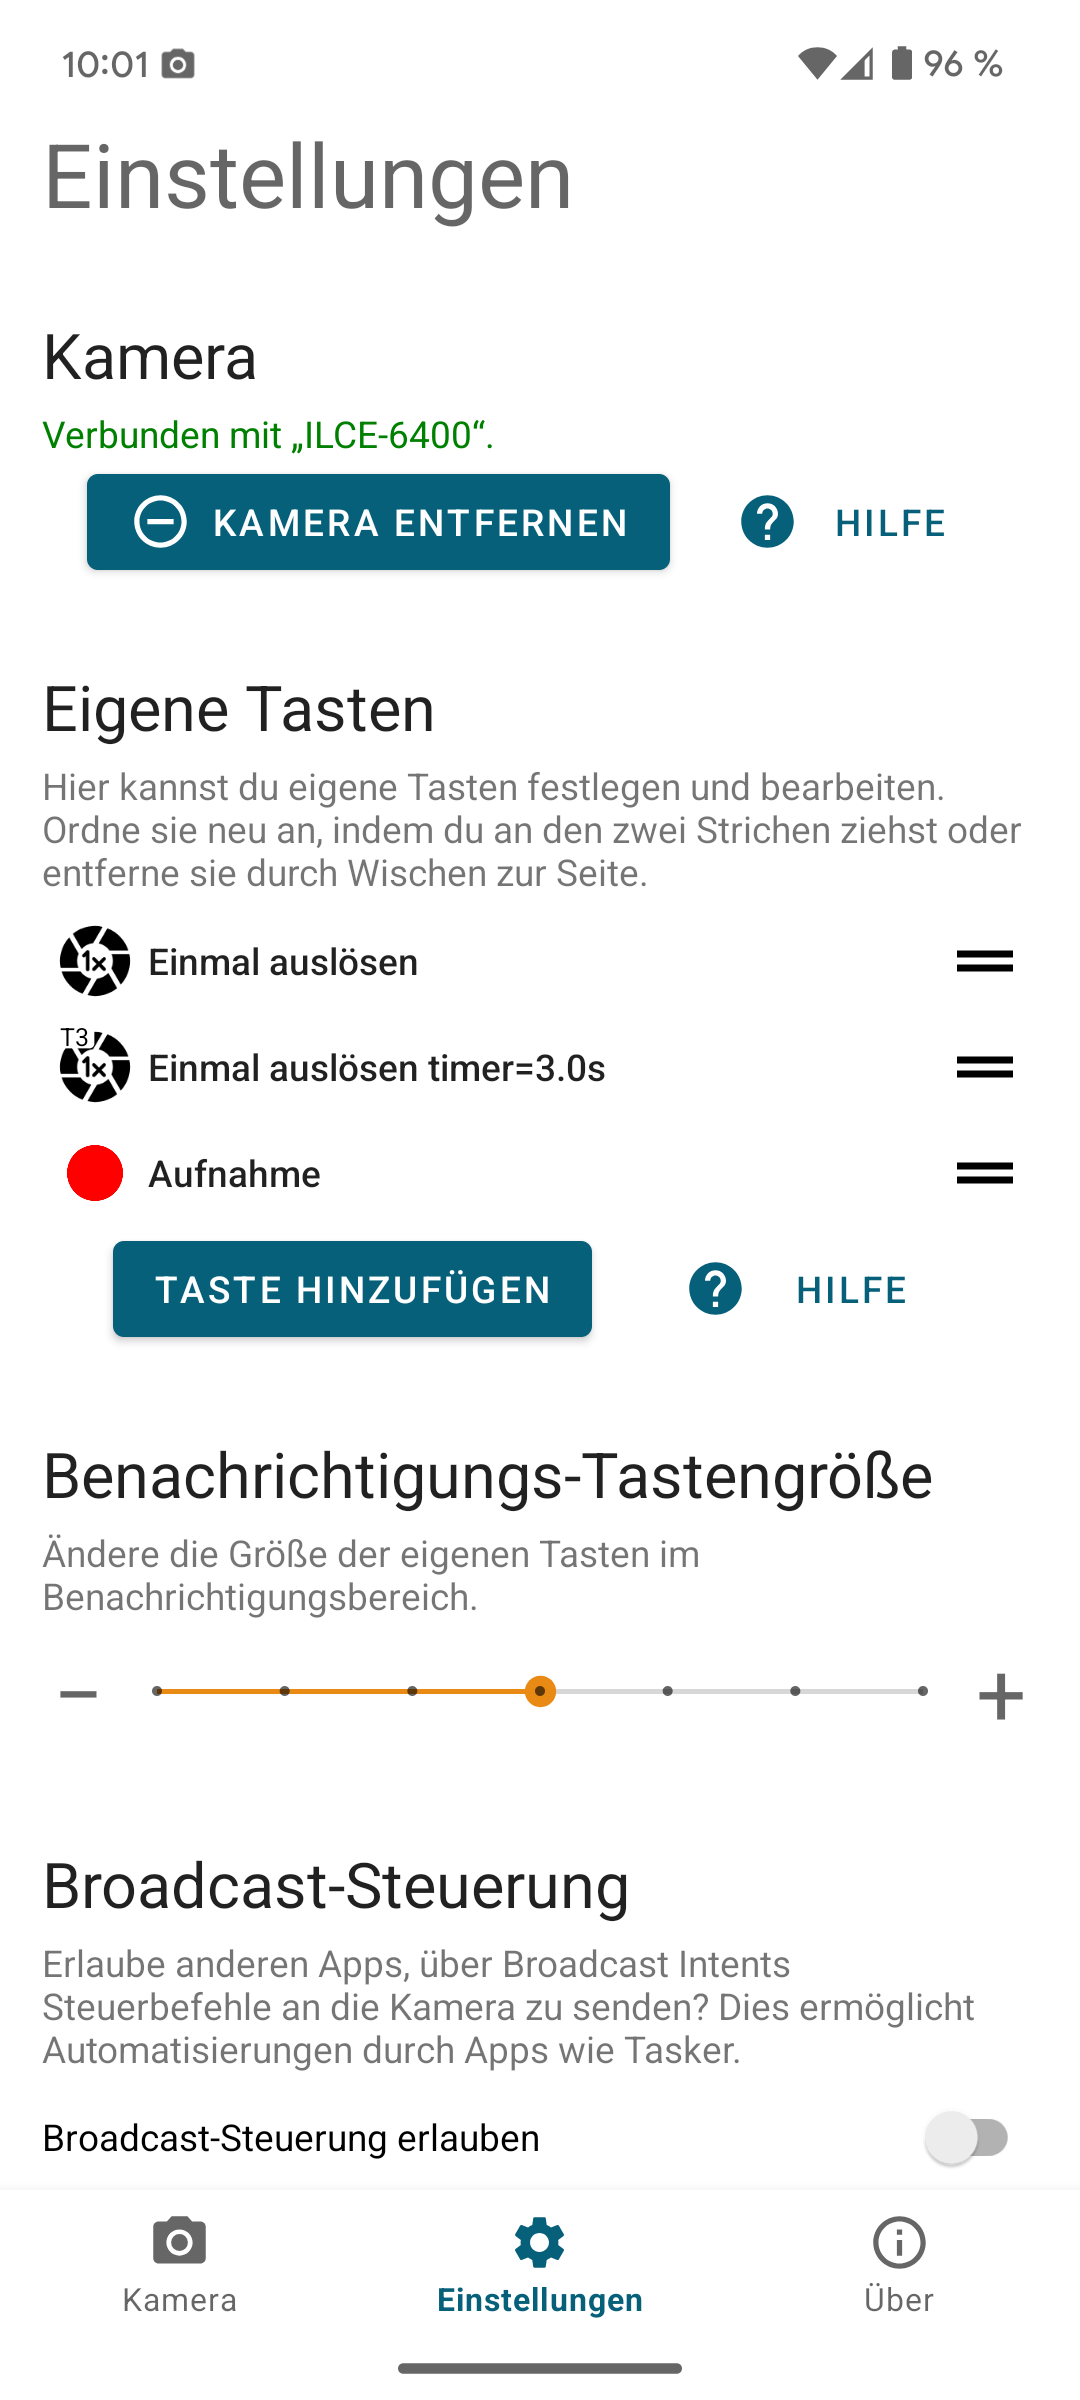 10:01
96 %
Einstellungen
Kamera
Verbunden mit „ILCE-6400“.
KAMERA ENTFERNEN
HILFE
Eigene Tasten
Hier kannst du eigene Tasten festlegen und bearbeiten.
Ordne sie neu an, indem du an den zwei Strichen ziehst oder
entferne sie durch Wischen zur Seite.
1x
Einmal auslösen
T3
1x
Einmal auslösen timer=3.0s
Aufnahme
TASTE HINZUFÜGEN
HILFE
Benachrichtigungs-Tastengröße
Ändere die Größe der eigenen Tasten im
Benachrichtigungsbereich.
Broadcast-Steuerung
Erlaube anderen Apps, über Broadcast Intents
Steuerbefehle an die Kamera zu senden? Dies ermöglicht
Automatisierungen durch Apps wie Tasker.
Broadcast-Steuerung erlauben
Kamera
Einstellungen
Über